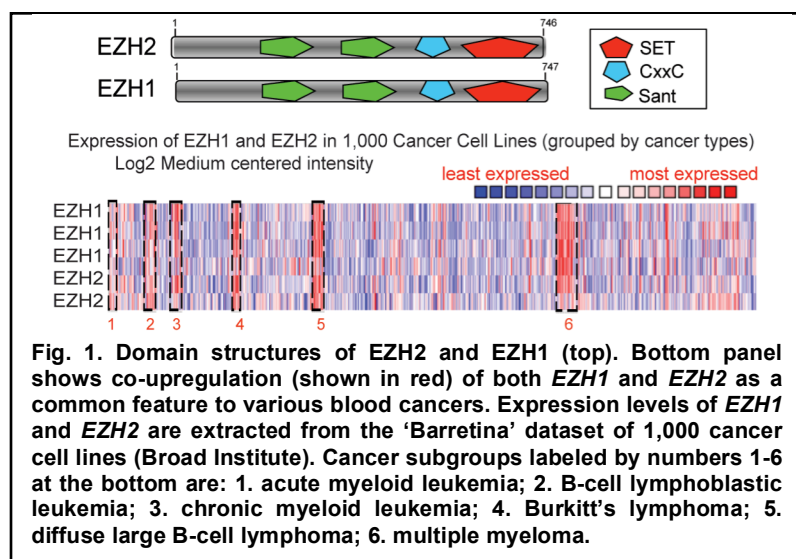 1 746
EZH2
1 747
EZH1
SET
CxxC
Sant
Expression of EZH1 and EZH2 in 1,000 Cancer Cell Lines (grouped by cancer types)
Log2 Medium centered intensity
least expressed most expressed
EZH1
EZH1
EZH1
EZH2
EZH2
1 2 3 4 5 6
Fig. 1. Domain structures of EZH2 and EZH1 (top). Bottom panel
shows co-upregulation (shown in red) of both EZH1 and EZH2 as a
common feature to various blood cancers. Expression levels of EZH1
and EZH2 are extracted from the ‘Barretina’ dataset of 1,000 cancer
cell lines (Broad Institute). Cancer subgroups labeled by numbers 1-6
at the bottom are: 1. acute myeloid leukemia; 2. B-cell lymphoblastic
leukemia; 3. chronic myeloid leukemia; 4. Burkitt’s lymphoma; 5.
diffuse large B-cell lymphoma; 6. multiple myeloma.